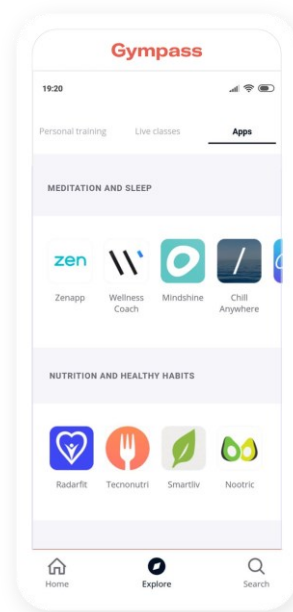 Gympass
19:20
Personal training Live classes Apps
MEDITATION AND SLEEP
zen
Zenapp Wellness Coach Mindshine Chill Anywhere
NUTRITION AND HEALTHY HABITS
Radarfit Tecnonutri Smartliv Nootric
Home Explore Search